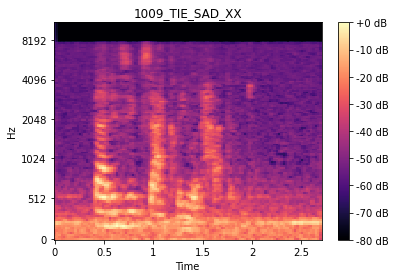 1009_TIE_SAD_XX
+0 dB
8192
-10 dB
4096
-20 dB
-30 dB
2048
Hz
-40 dB
1024
-50 dB
512
-60 dB
-70 dB
0
-80 dB
0 0.5 1 1.5 2 2.5
Time